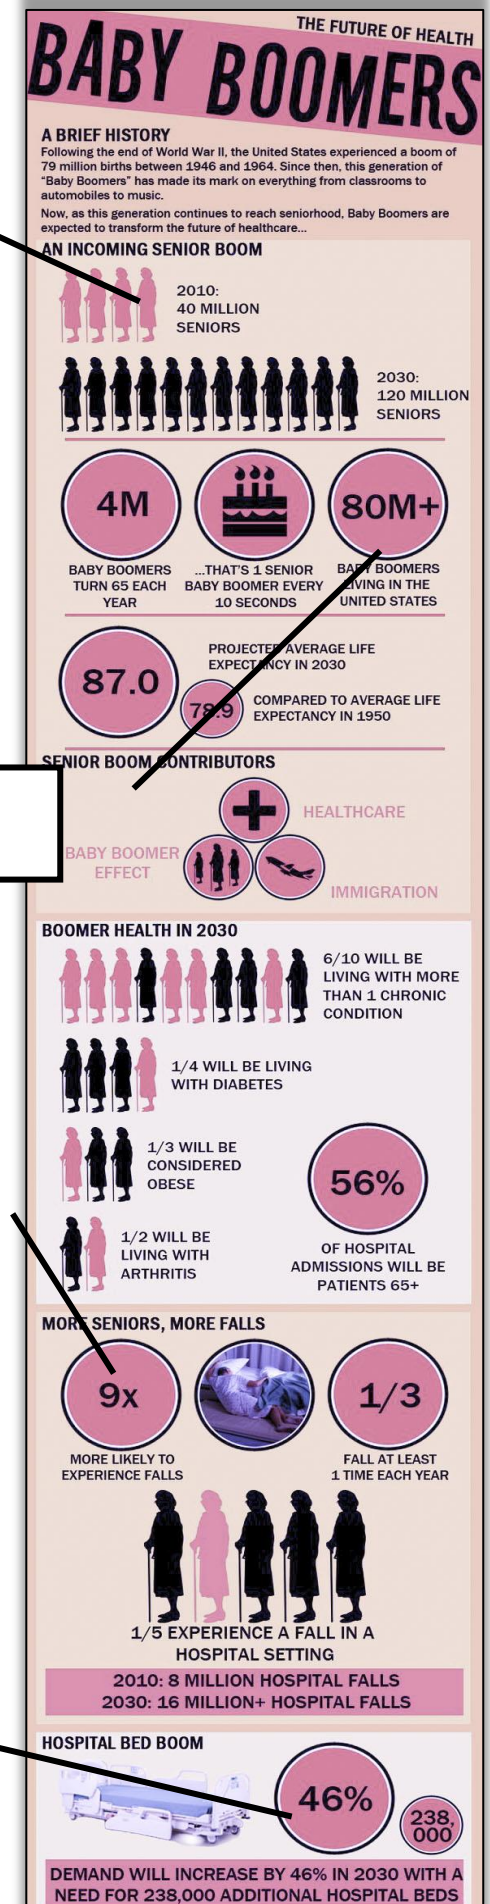 THE FUTURE OF HEALTH
BABY BOOMERS
A BRIEF HISTORY
Following the end of World War II, the United States experienced a boom of
79 million births between 1946 and 1964. Since then, this generation of
"Baby Boomers" has made its mark on everything from classrooms to
automobiles to music.
Now, as this generation continues to reach seniorhood, Baby Boomers are
expected to transform the future of healthcare...
AN INCOMING SENIOR BOOM
2010:
40 MILLION
SENIORS
2030:
120 MILLION
SENIORS
4M
BABY BOOMERS
TURN 65 EACH
YEAR
...THAT'S 1 SENIOR
BABY BOOMER EVERY
10 SECONDS
80M+
BABY BOOMERS
LIVING IN THE
UNITED STATES
87.0
PROJECTED AVERAGE LIFE
EXPECTANCY IN 2030
78.9
COMPARED TO AVERAGE LIFE
EXPECTANCY IN 1950
SENIOR BOOM CONTRIBUTORS
HEALTHCARE
BABY BOOMER
EFFECT
IMMIGRATION
BOOMER HEALTH IN 2030
6/10 WILL BE
LIVING WITH MORE
THAN 1 CHRONIC
CONDITION
1/4 WILL BE LIVING
WITH DIABETES
1/3 WILL BE
CONSIDERED
OBESE
1/2 WILL BE
LIVING WITH
ARTHRITIS
56%
OF HOSPITAL
ADMISSIONS WILL BE
PATIENTS 65+
MORE SENIORS, MORE FALLS
9x
MORE LIKELY TO
EXPERIENCE FALLS
1/3
FALL AT LEAST
1 TIME EACH YEAR
1/5 EXPERIENCE A FALL IN A
HOSPITAL SETTING
2010: 8 MILLION HOSPITAL FALLS
2030: 16 MILLION+ HOSPITAL FALLS
HOSPITAL BED BOOM
46%
238,
000
DEMAND WILL INCREASE BY 46% IN 2030 WITH A
NEED FOR 238,000 ADDITIONAL HOSPITAL BEDS